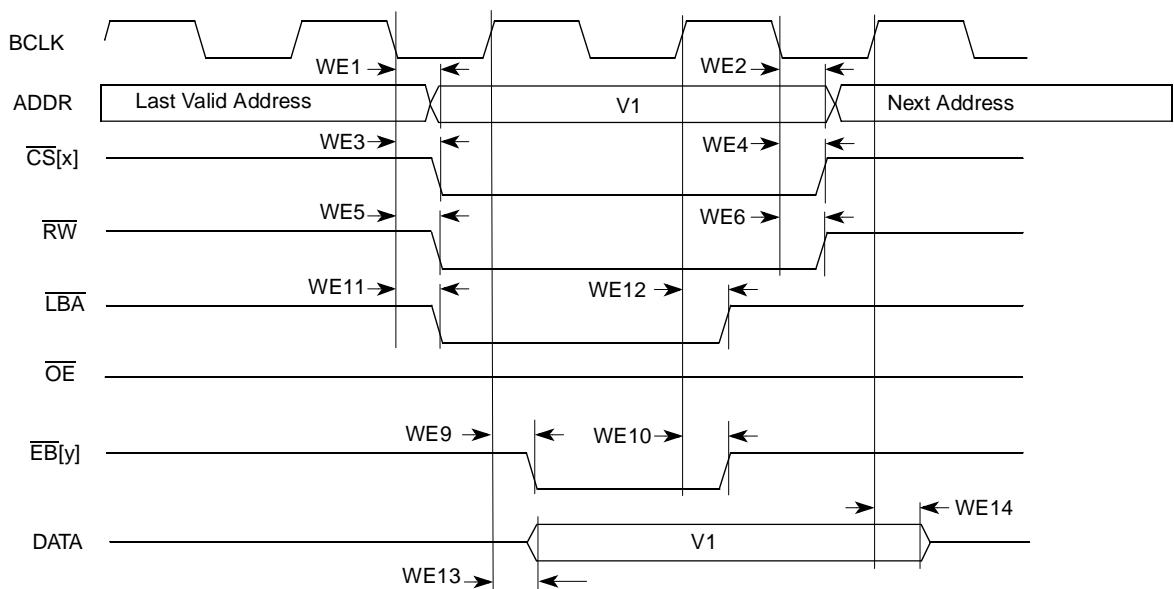 BCLK
WE1
WE2
ADDR
Last Valid Address
V1
Next Address
WE3
WE4
CS[x]
WE5
WE6
RW
WE11
WE12
LBA
OE
WE9
WE10
EB[y]
WE14
DATA
V1
WE13